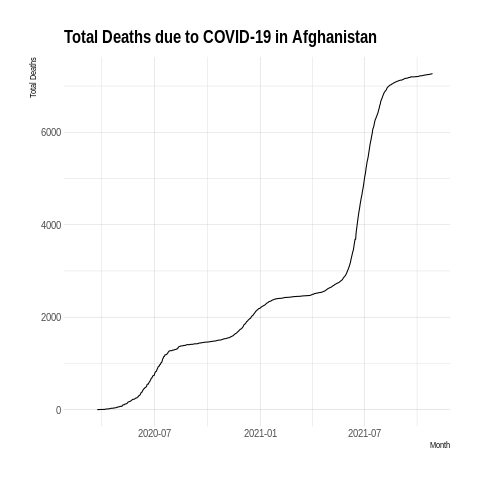 Total Deaths due to COVID-19 in Afghanistan
Total Deaths
6000
4000
2000
0
2020-07 2021-01 2021-07
Month